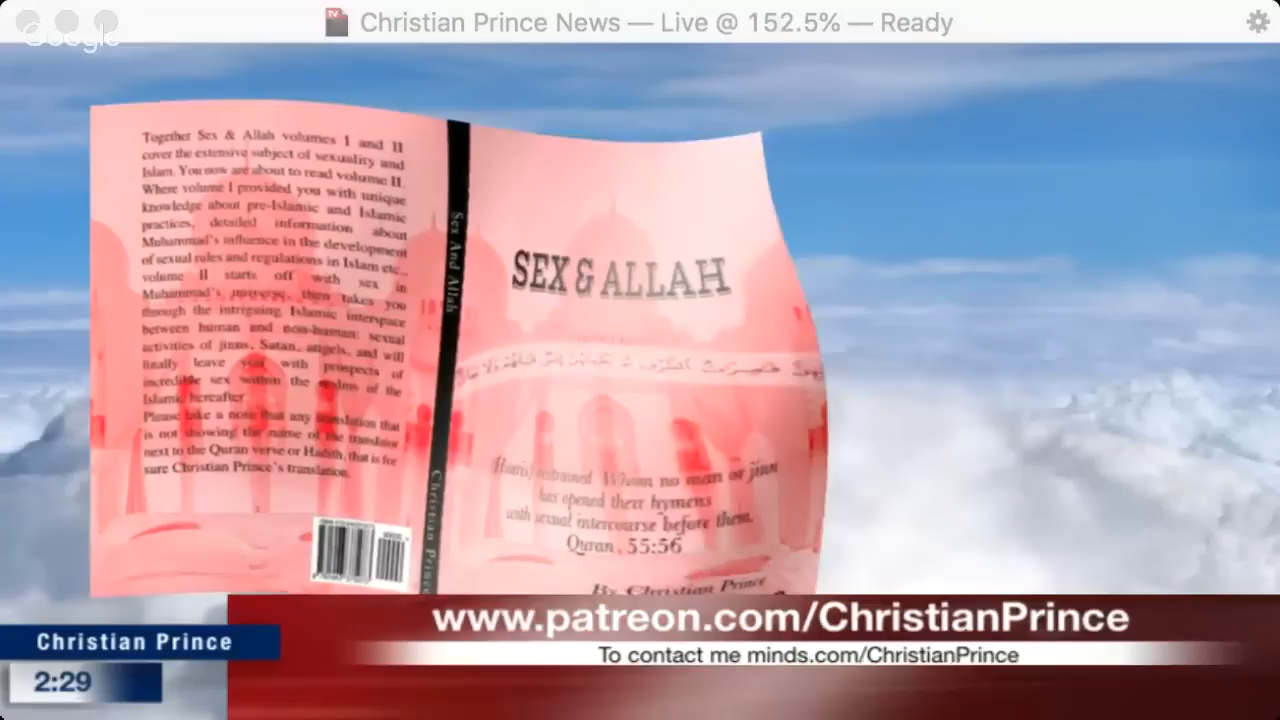 Christian Prince News — Live @ 152.5% — Ready
Google
Together Sex & Allah volumes I and II
cover the extensive subject of sexuality and
Islam. You now are about to read volume II.
Where volume I provided you with unique
knowledge about pre-Islamic and Islamic
practices, detailed information about
Muhammad's influence in the development
of sexual rules and regulations in Islam etc.,
volume II starts off with sex in
Muhammad's universe, then takes you
through the intriguing Islamic interspace
between human and non-human: sexual
activities of jinns, Satan, angels, and will
finally leave you with prospects of
incredible sex within the realms of the
Islamic hereafter
Please take a note that any translation that
is not showing the name of the translator
next to the Quran verse or Hadith, that is for
sure Christian Prince's translation.
Sex And Allah
Christian Prince
SEX & ALLAH
Whom no man or jinn
has opened their hymens
with sexual intercourse before them.
Quran, 55:56
By Christian Prince
www.patreon.com/ChristianPrince
To contact me minds.com/ChristianPrince
Christian Prince
2:29